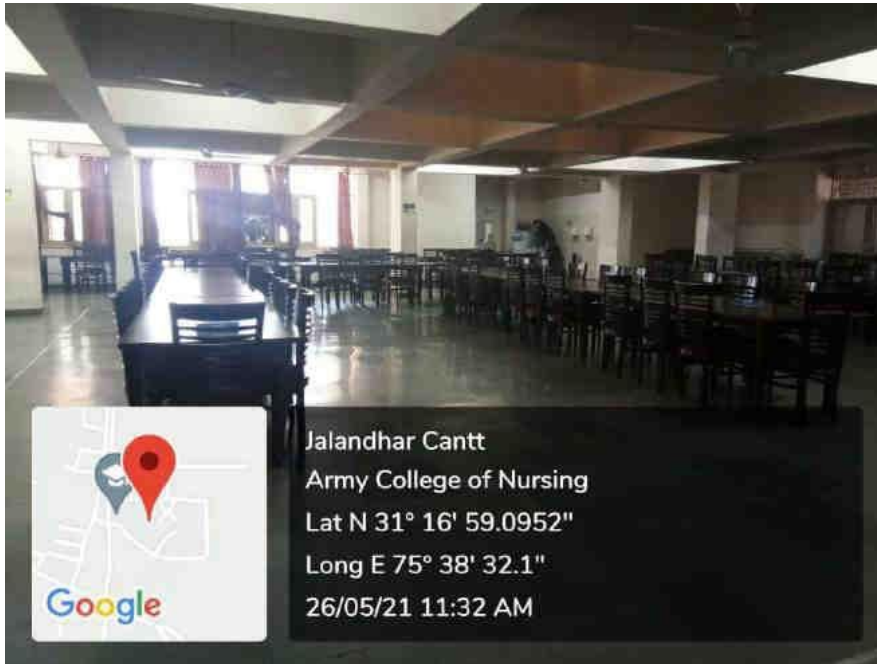 Jalandhar Cantt
Army College of Nursing
Lat N 31° 16' 59.0952"
Long E 75° 38' 32.1"
26/05/21 11:32 AM
Google